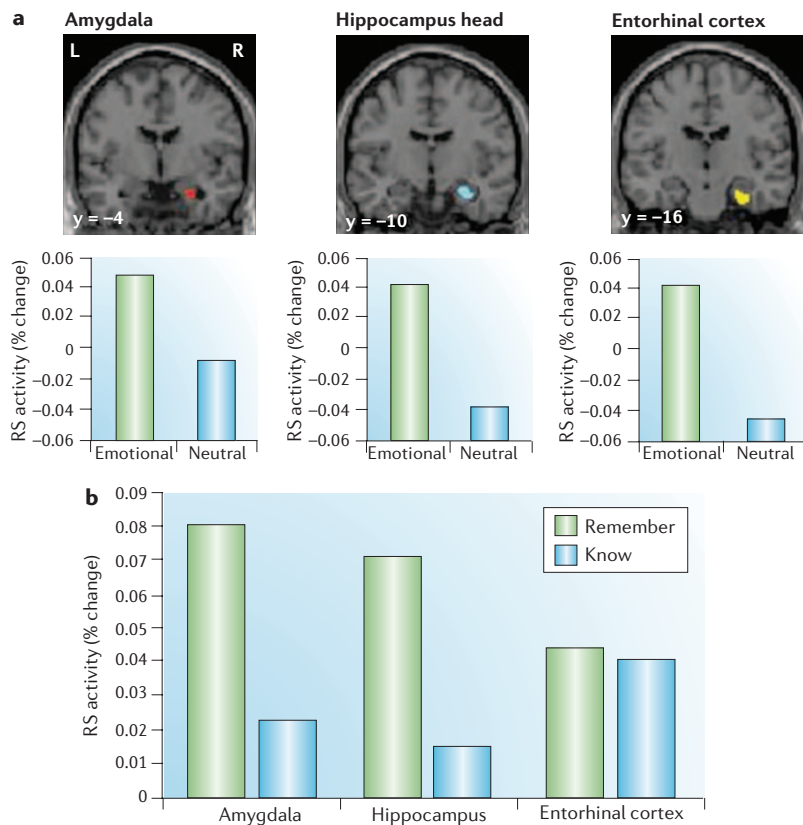 a
Amygdala
Hippocampus head
Entorhinal cortex
L
R
y = –4
y = –10
y = –16
RS activity (% change)
0.06
0.04
0.02
0
–0.02
–0.04
–0.06
Emotional
Neutral
RS activity (% change)
0.06
0.04
0.02
0
–0.02
–0.04
–0.06
Emotional
Neutral
RS activity (% change)
0.06
0.04
0.02
0
–0.02
–0.04
–0.06
Emotional
Neutral
b
RS activity (% change)
0.09
0.08
0.07
0.06
0.05
0.04
0.03
0.02
0.01
0
Remember
Know
Amygdala
Hippocampus
Entorhinal cortex